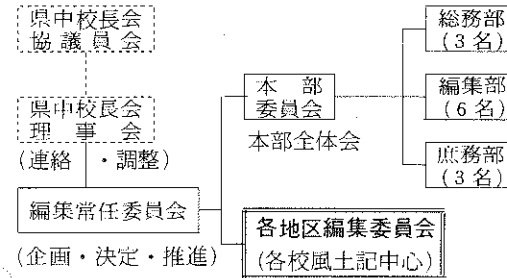 県中校長会
協議員会
県中校長会
理事会
(連絡・調整)
編集常任委員会
(企画・決定・推進)
本部
委員会
本部全体会
総務部
(3名)
編集部
(6名)
庶務部
(3名)
各地区編集委員会
(各校風土記中心)